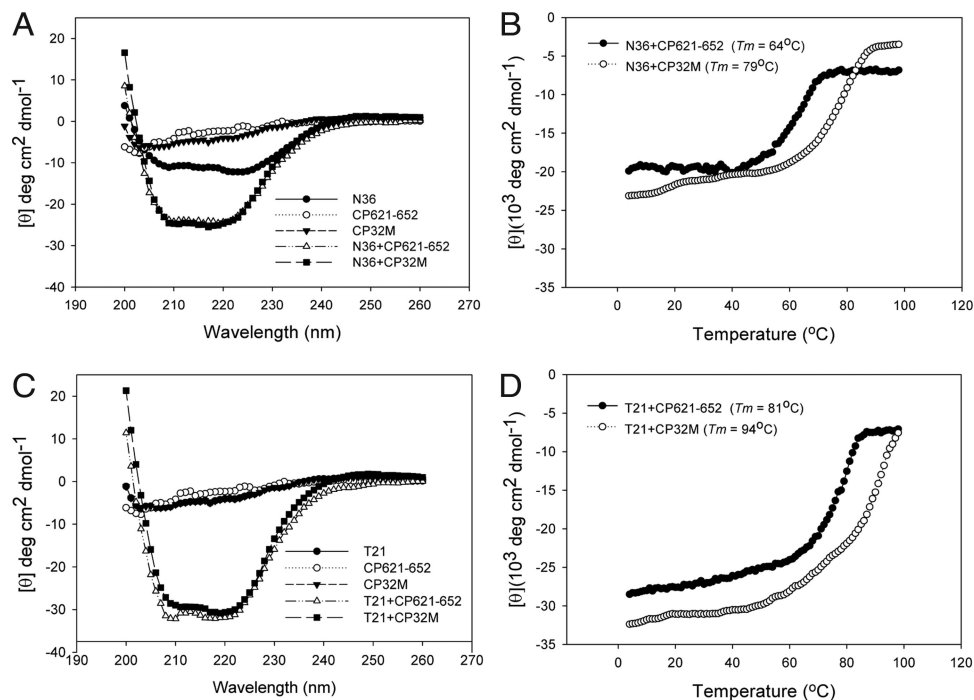 A
20
10
0
-10
-20
-30
-40
190 200 210 220 230 240 250 260 270
[θ] deg cm2 dmol-1
Wavelength (nm)
N36
CP621-652
CP32M
N36+CP621-652
N36+CP32M
B
0
-5
-10
-15
-20
-25
-30
-35
0 20 40 60 80 100 120
[θ](10³ deg cm2 dmol-1)
Temperature (°C)
N36+CP621-652 (Tm = 64°C)
N36+CP32M (Tm = 79°C)
C
20
10
0
-10
-20
-30
-40
190 200 210 220 230 240 250 260 270
[θ] deg cm2 dmol-1
Wavelength (nm)
T21
CP621-652
CP32M
T21+CP621-652
T21+CP32M
D
0
-5
-10
-15
-20
-25
-30
-35
0 20 40 60 80 100 120
[θ](10³ deg cm2 dmol-1)
Temperature (°C)
T21+CP621-652 (Tm = 81°C)
T21+CP32M (Tm = 94°C)